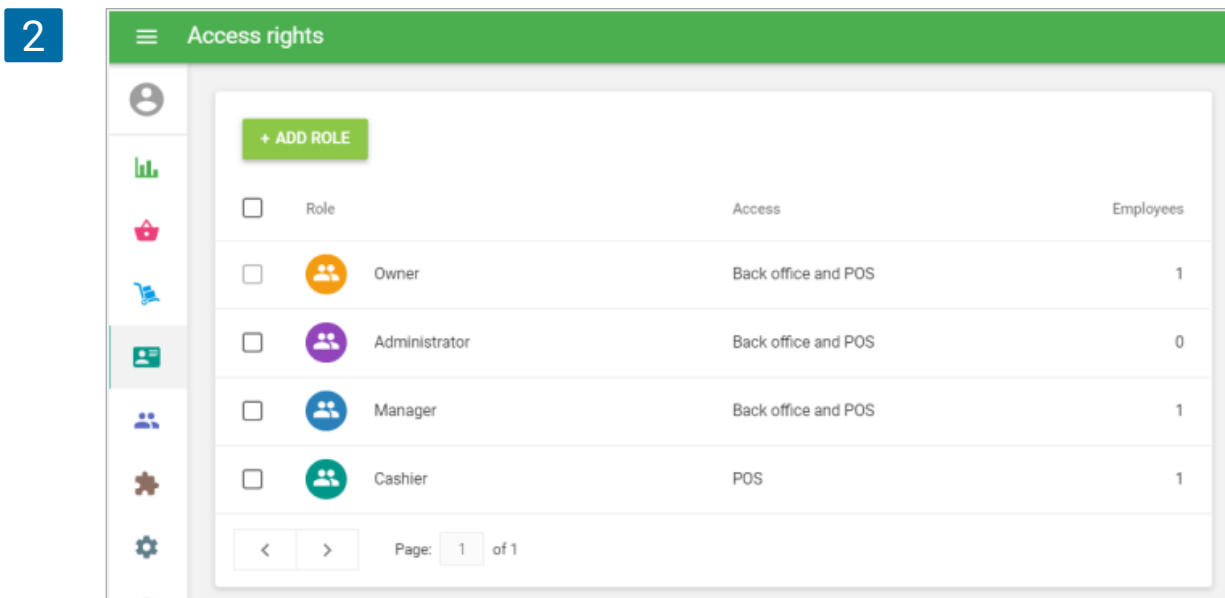 2
Access rights
+ ADD ROLE
Role Access Employees
Owner Back office and POS 1
Administrator Back office and POS 0
Manager Back office and POS 1
Cashier POS 1
Page: 1 of 1